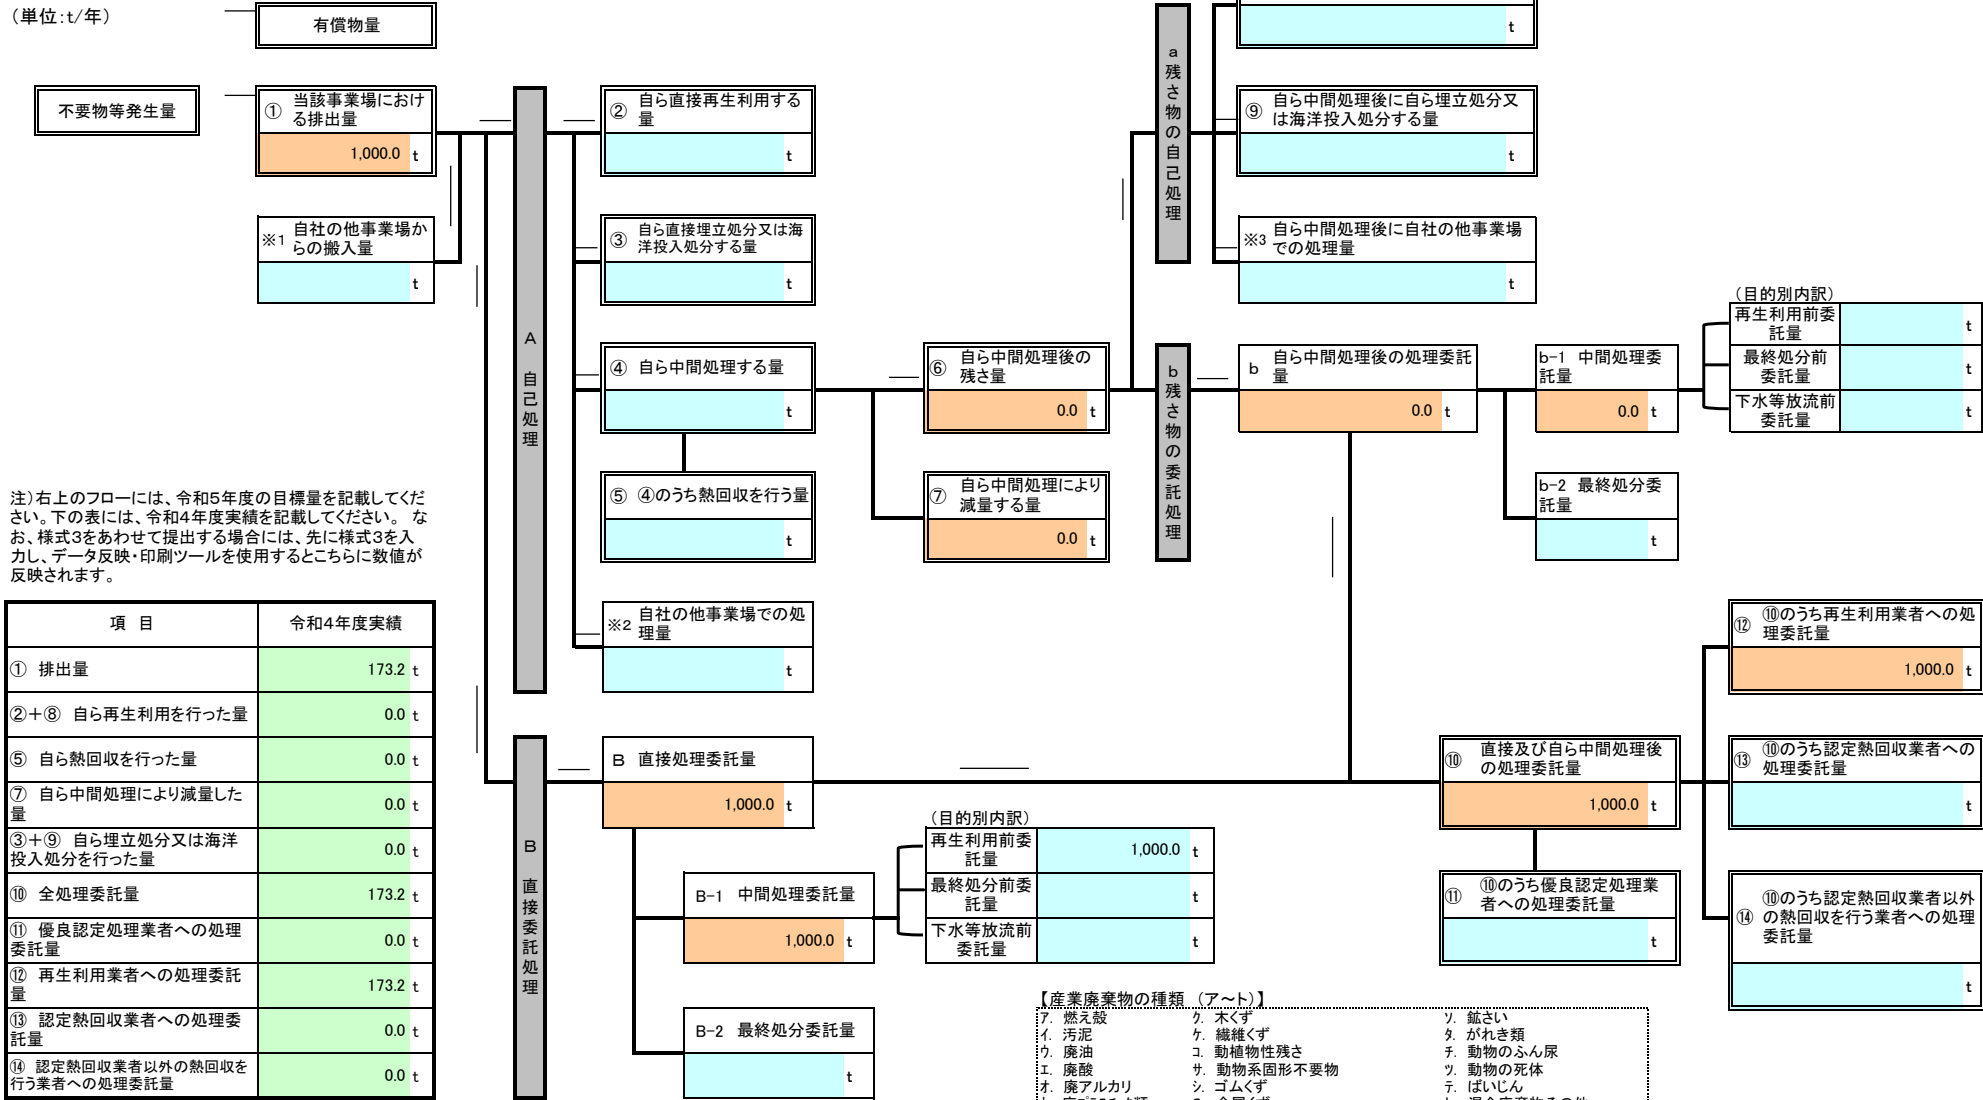 （単位：t/年）
有償物量
不要物等発生量
① 当該事業場におけ
る排出量
1,000.0 t
※1 自社の他事業場か
らの搬入量
t
A 自己処理
② 自ら直接再生利用する
量
t
③ 自ら直接埋立処分又は海
洋投入処分する量
t
④ 自ら中間処理する量
t
⑤ ④のうち熱回収を行う量
t
※2 自社の他事業場での処
理量
t
⑥ 自ら中間処理後の
残さ量
0.0 t
⑦ 自ら中間処理により
減量する量
0.0 t
a 残さ物の自己処理
t
⑨ 自ら中間処理後に自ら埋立処分又
は海洋投入処分する量
t
※3 自ら中間処理後に自社の他事業場
での処理量
t
b 残さ物の委託処理
b 自ら中間処理後の処理委託
量
0.0 t
b-1 中間処理委
託量
0.0 t
b-2 最終処分委
託量
t
（目的別内訳）
再生利用前委
託量
t
最終処分前
委託量
t
下水等放流前
委託量
t
注）右上のフローには、令和5年度の目標量を記載してくだ
さい。下の表には、令和4年度実績を記載してください。 な
お、様式3をあわせて提出する場合には、先に様式3を入
力し、データ反映・印刷ツールを使用するとこちらに数値が
反映されます。
項 目 令和4年度実績
① 排出量 173.2 t
②＋⑧ 自ら再生利用を行った量 0.0 t
⑤ 自ら熱回収を行った量 0.0 t
⑦ 自ら中間処理により減量した
量 0.0 t
③＋⑨ 自ら埋立処分又は海洋
投入処分を行った量 0.0 t
⑩ 全処理委託量 173.2 t
⑪ 優良認定処理業者への処理
委託量 0.0 t
⑫ 再生利用業者への処理委託
量 173.2 t
⑬ 認定熱回収業者への処理委
託量 0.0 t
⑭ 認定熱回収業者以外の熱回収を
行う業者への処理委託量 0.0 t
B 直接委託処理
B 直接処理委託量
1,000.0 t
B-1 中間処理委託量
1,000.0 t
B-2 最終処分委託量
t
（目的別内訳）
再生利用前委
託量
1,000.0 t
最終処分前委
託量
t
下水等放流前
委託量
t
⑩ 直接及び自ら中間処理後
の処理委託量
1,000.0 t
⑪ ⑩のうち優良認定処理業
者への処理委託量
t
⑫ ⑩のうち再生利用業者への処
理委託量
1,000.0 t
⑬ ⑩のうち認定熱回収業者への
処理委託量
t
⑭ ⑩のうち認定熱回収業者以外
の熱回収を行う業者への処理
委託量
t
【産業廃棄物の種類 （ア～ト）】
ア. 燃え殻 ク. 木くず ソ. 鉱さい
イ. 汚泥 ケ. 繊維くず タ. がれき類
ウ. 廃油 コ. 動植物性残さ チ. 動物のふん尿
エ. 廃酸 サ. 動物系固形不要物 ツ. 動物の死体
オ. 廃アルカリ シ. ゴムくず テ. ばいじん